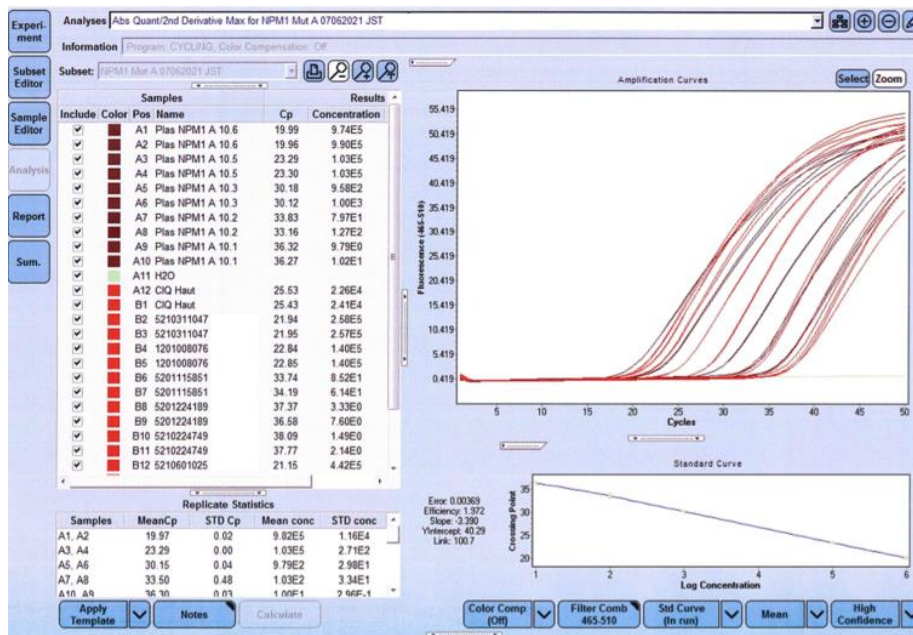 Experi-
ment
Subset
Editor
Sample
Editor
Analysis
Report
Sum.
Analyses Abs Quant/2nd Derivative Max for NPM1 Mut A 07062021 JST
Information Program: CYCLING, Color Compensation: Off
Subset: NPM1 Mut A 07062021 JST
Samples Results
Include Color Pos Name Cp Concentration
A1 Plas NPM1 A 10.6 19.99 9.74E5
A2 Plas NPM1 A 10.6 19.96 9.90E5
A3 Plas NPM1 A 10.5 23.29 1.03E5
A4 Plas NPM1 A 10.5 23.30 1.03E5
A5 Plas NPM1 A 10.3 30.18 9.58E2
A6 Plas NPM1 A 10.3 30.12 1.00E3
A7 Plas NPM1 A 10.2 33.83 7.97E1
A8 Plas NPM1 A 10.2 33.16 1.27E2
A9 Plas NPM1 A 10.1 36.32 9.79E0
A10 Plas NPM1 A 10.1 36.27 1.02E1
A11 H2O
A12 CIQ Haut 25.53 2.26E4
B1 CIQ Haut 25.43 2.41E4
B2 5210311047 21.94 2.58E5
B3 5210311047 21.95 2.57E5
B4 1201008076 22.84 1.40E5
B5 1201008076 22.85 1.40E5
B6 5201115851 33.74 8.52E1
B7 5201115851 34.19 6.14E1
B8 5201224189 37.37 3.33E0
B9 5201224189 36.58 7.60E0
B10 5210224749 38.09 1.49E0
B11 5210224749 37.77 2.14E0
B12 5210601025 21.15 4.42E5
Replicate Statistics
Samples MeanCp STD Cp Mean conc STD conc
A1, A2 19.97 0.02 9.82E5 1.16E4
A3, A4 23.29 0.00 1.03E5 2.71E2
A5, A6 30.15 0.04 9.79E2 2.98E1
A7, A8 33.50 0.48 1.03E2 3.34E1
A10, A9 36.30 0.03 1.00E1 2.96E-1
Apply
Template
Notes
Calculate
Amplification Curves
Select Zoom
Fluorescence (465-510)
55.419
50.419
45.419
40.419
35.419
30.419
25.419
20.419
15.419
10.419
5.419
0.419
5 10 15 20 25 30 35 40 45 50
Cycles
Standard Curve
Error: 0.00369
Efficiency: 1.972
Slope: -3.390
YIntercept: 40.29
Link: 100.7
Crossing Point
35
30
25
20
1 2 3 4 5 6
Log Concentration
Color Comp
(Off)
Filter Comb
465-510
Std Curve
(In run)
Mean
High
Confidence